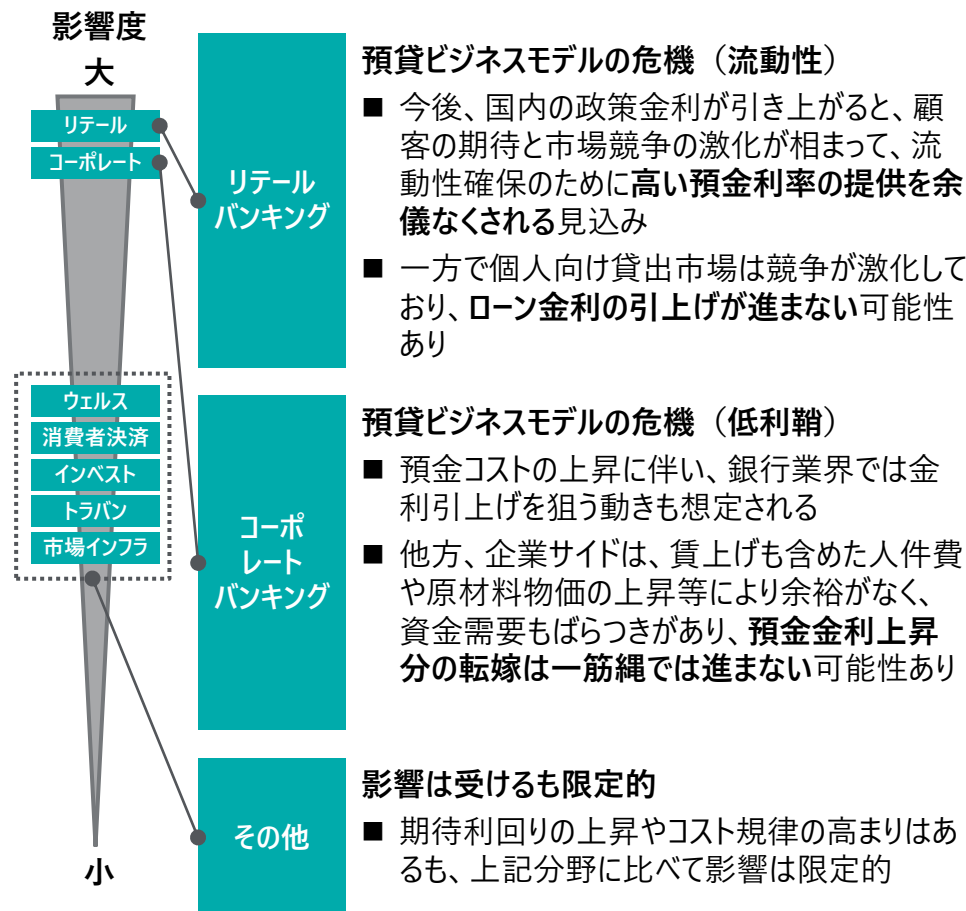 影響度
大
リテール
コーポレート
ウェルス
消費者決済
インベスト
トラバン
市場インフラ
小
リテール
バンキング
預貸ビジネスモデルの危機（流動性）
■ 今後、国内の政策金利が引き上がると、顧
客の期待と市場競争の激化が相まって、流
動性確保のために高い預金利率の提供を余
儀なくされる見込み
■ 一方で個人向け貸出市場は競争が激化して
おり、ローン金利の引上げが進まない可能性
あり
コーポ
レート
バンキング
預貸ビジネスモデルの危機（低利鞘）
■ 預金コストの上昇に伴い、銀行業界では金
利引上げを狙う動きも想定される
■ 他方、企業サイドは、賃上げも含めた人件費
や原材料物価の上昇等により余裕がなく、
資金需要もばらつきがあり、預金金利上昇
分の転嫁は一筋縄では進まない可能性あり
その他
影響は受けるも限定的
■ 期待利回りの上昇やコスト規律の高まりはあ
るも、上記分野に比べて影響は限定的